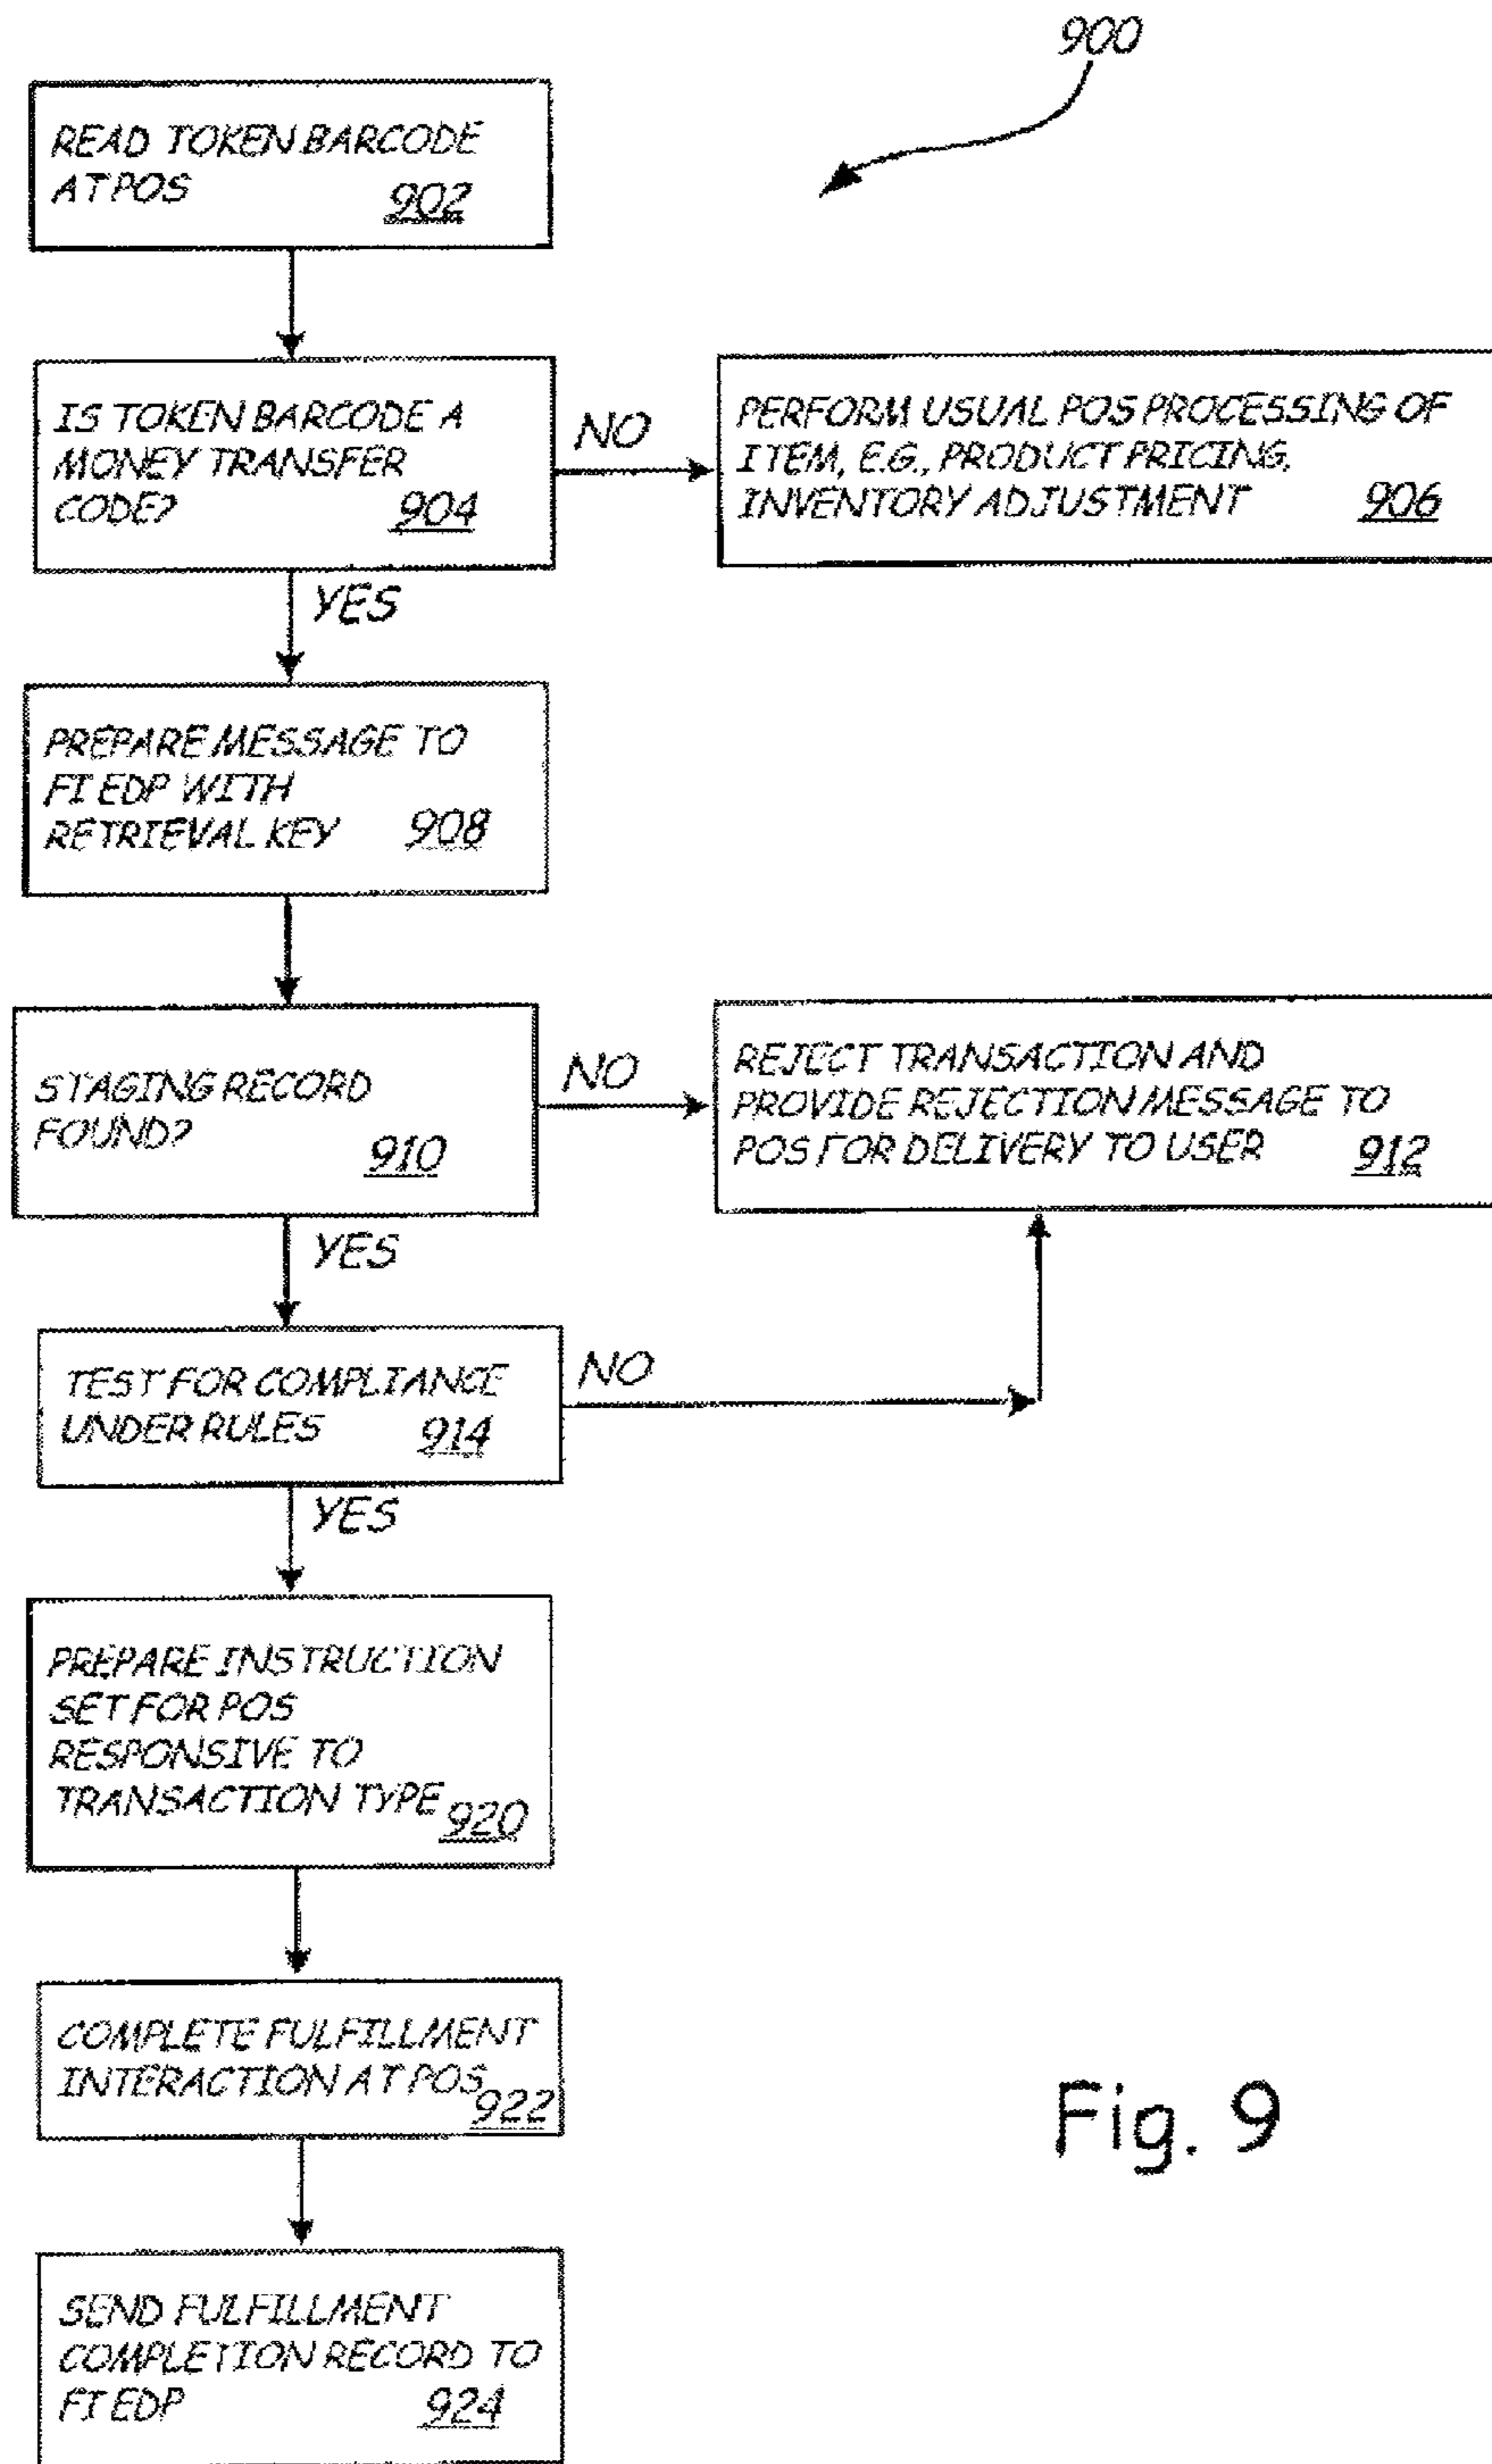 900
READ TOKEN BARCODE
AT POS 902
IS TOKEN BARCODE A
MONEY TRANSFER
CODE? 904
NO
PERFORM USUAL POS PROCESSING OF
ITEM, E.G., PRODUCT PRICING,
INVENTORY ADJUSTMENT 906
YES
PREPARE MESSAGE TO
FI EDP WITH
RETRIEVAL KEY 908
STAGING RECORD
FOUND? 910
NO
REJECT TRANSACTION AND
PROVIDE REJECTION MESSAGE TO
POS FOR DELIVERY TO USER 912
YES
TEST FOR COMPLIANCE
UNDER RULES 914
NO
YES
PREPARE INSTRUCTION
SET FOR POS
RESPONSIVE TO
TRANSACTION TYPE 920
COMPLETE FULFILLMENT
INTERACTION AT POS 922
SEND FULFILLMENT
COMPLETION RECORD TO
FI EDP 924
Fig. 9